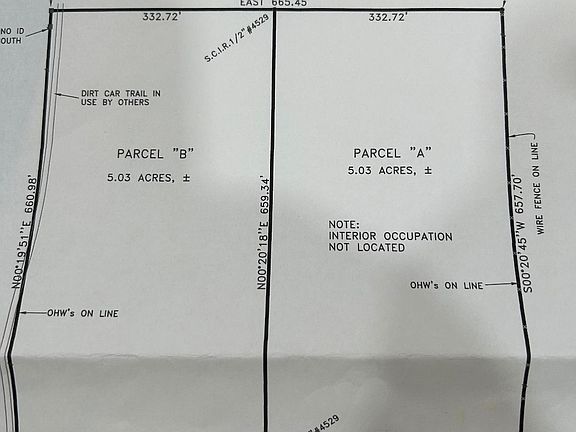 EAST 665.45'
332.72'
332.72'
S.C.I.R.1/2"#4529
NO ID
OUTH
DIRT CAR TRAIL IN
USE BY OTHERS
PARCEL "B"
5.03 ACRES, ±
PARCEL "A"
5.03 ACRES, ±
N00°19'51"E 660.98'
N00°20'18"E 659.34'
S00°20'45"W 657.70'
WIRE FENCE ON LINE
NOTE:
INTERIOR OCCUPATION
NOT LOCATED
OHW's ON LINE
OHW's ON LINE
"#4529